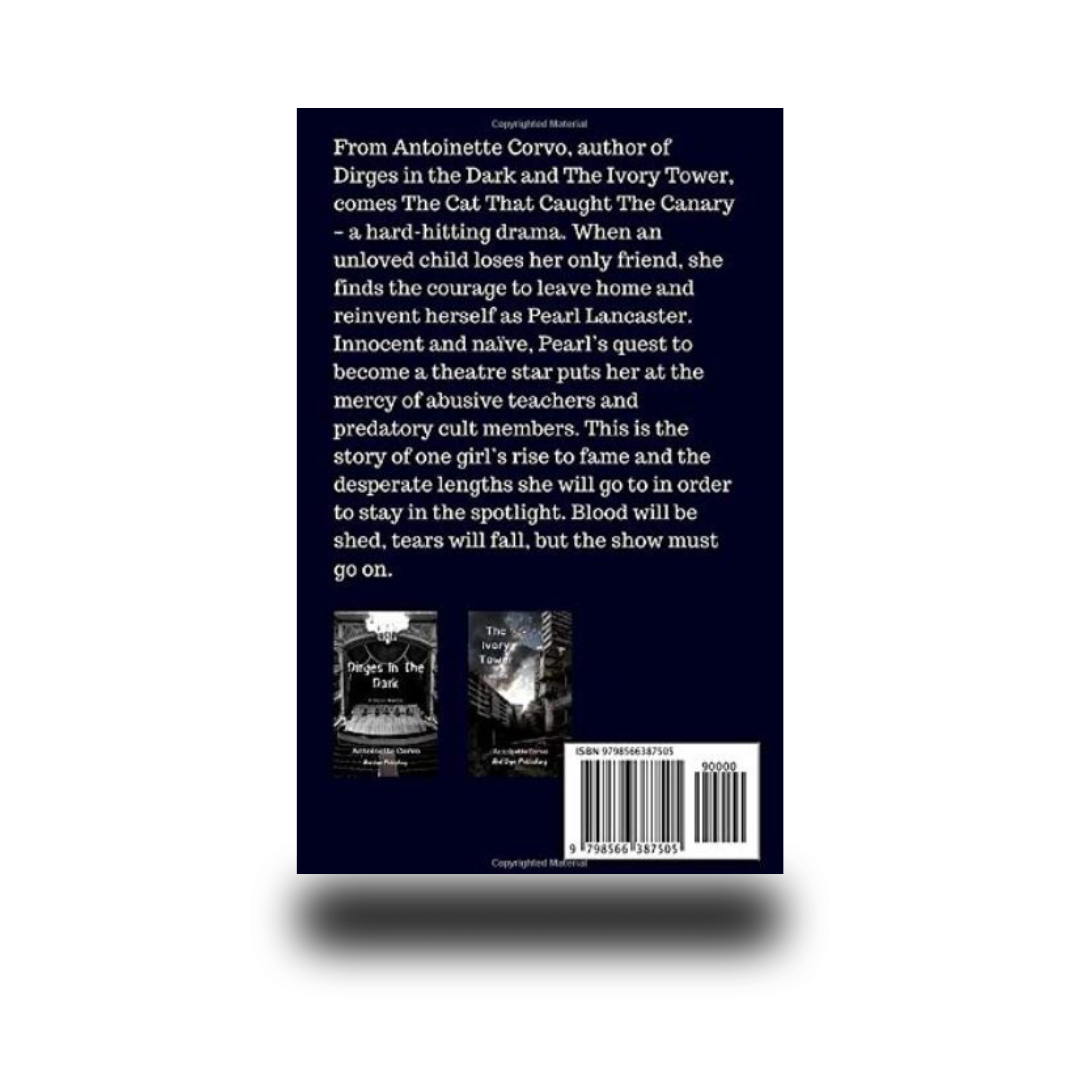 Copyrighted Material
From Antoinette Corvo, author of
Dirges in the Dark and The Ivory Tower,
comes The Cat That Caught The Canary
– a hard-hitting drama. When an
unloved child loses her only friend, she
finds the courage to leave home and
reinvent herself as Pearl Lancaster.
Innocent and naïve, Pearl's quest to
become a theatre star puts her at the
mercy of abusive teachers and
predatory cult members. This is the
story of one girl's rise to fame and the
desperate lengths she will go to in order
to stay in the spotlight. Blood will be
shed, tears will fall, but the show must
go on.
Dirges In The
Dark
Antoinette Corvo
The
Ivory
Tower
Antoinette Corvo
ISBN 9798566387505
90000
9 798566 387505
Copyrighted Material